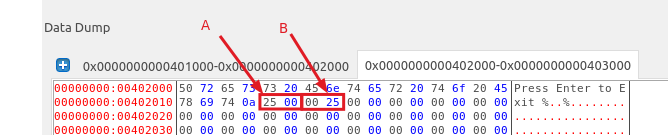 A
B
Data Dump
0x0000000000401000-0x0000000000402000 0x0000000000402000-0x0000000000403000
00000000:00402000 50 72 65 73 73 20 45 6e 74 65 72 20 74 6f 20 45 Press Enter to E
00000000:00402010 78 69 74 0a 25 00 00 25 00 00 00 00 00 00 00 00 xit %..%........
00000000:00402020 00 00 00 00 00 00 00 00 00 00 00 00 00 00 00 00 ................
00000000:00402030 00 00 00 00 00 00 00 00 00 00 00 00 00 00 00 00 ................